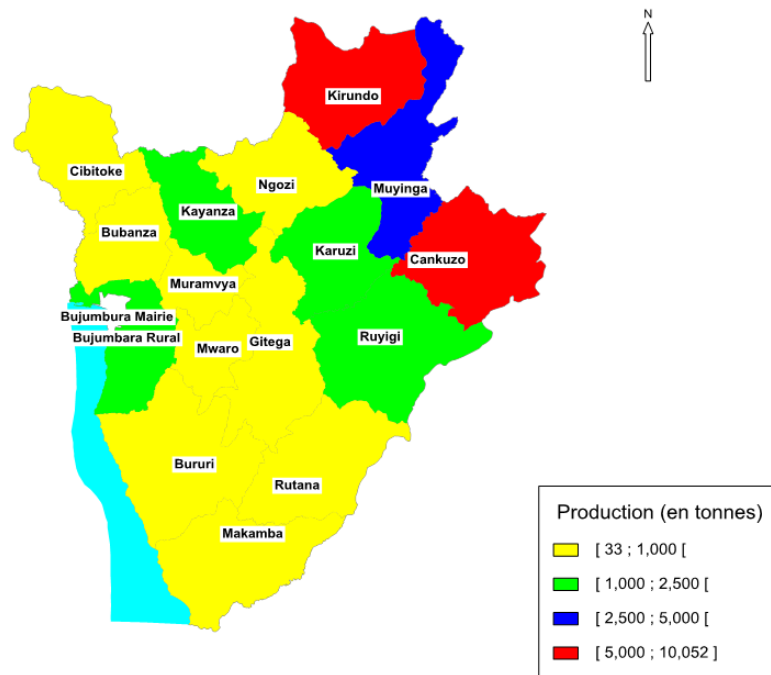 N
Kirundo
Cibitoke
Ngozi
Muyinga
Kayanza
Bubanza
Karuzi
Cankuzo
Muramvya
Bujumbura Mairie
Bujumbara Rural
Mwaro
Gitega
Ruyigi
Bururi
Rutana
Makamba
Production (en tonnes)
[ 33 ; 1,000 [
[ 1,000 ; 2,500 [
[ 2,500 ; 5,000 [
[ 5,000 ; 10,052 ]